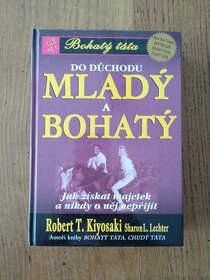 Bohatý táta
DO DŮCHODU
MLADÝ
A
BOHATÝ
Jak získat majetek
a nikdy o něj nepřijít
Robert T. Kiyosaki
Sharon L. Lechter
Autoři knihy BOHATÝ TÁTA, CHUDÝ TÁTA